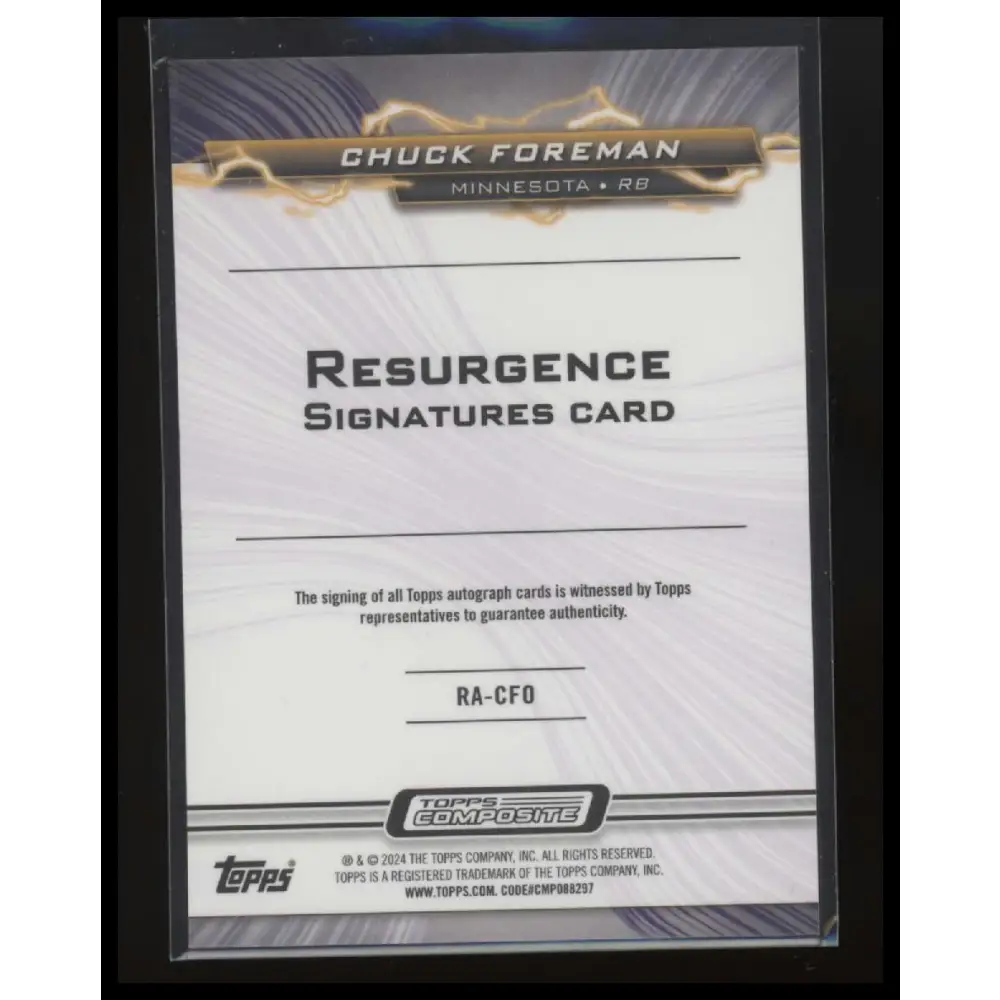 CHUCK FOREMAN
MINNESOTA • RB
RESURGENCE
SIGNATURES CARD
The signing of all Topps autograph cards is witnessed by Topps
representatives to guarantee authenticity.
RA-CFO
TOPPS
COMPOSITE
Topps®
® & © 2024 THE TOPPS COMPANY, INC. ALL RIGHTS RESERVED.
TOPPS IS A REGISTERED TRADEMARK OF THE TOPPS COMPANY, INC.
WWW.TOPPS.COM. CODE#CMP088297